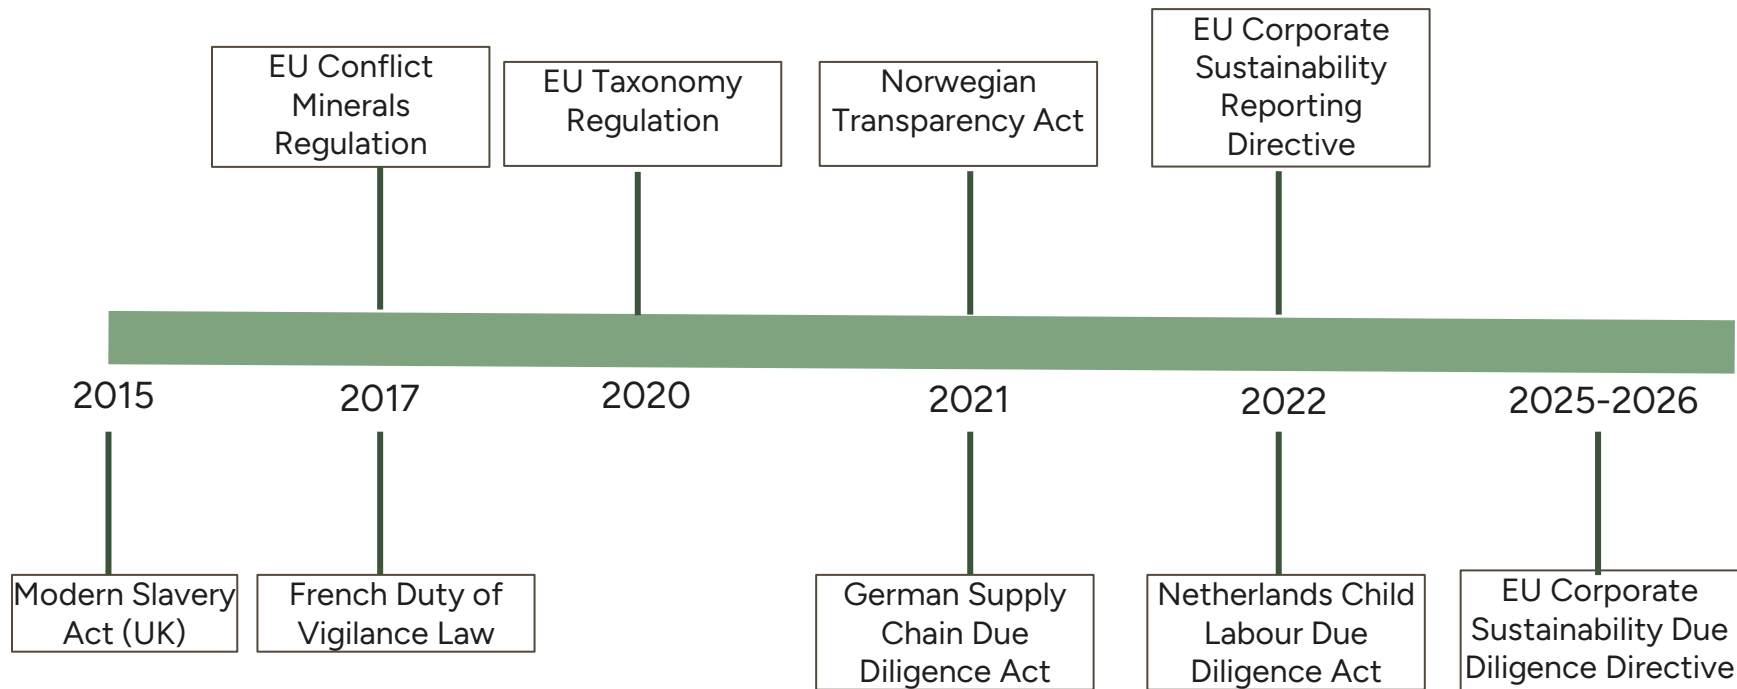 EU Conflict
Minerals
Regulation
EU Taxonomy
Regulation
Norwegian
Transparency Act
EU Corporate
Sustainability
Reporting
Directive
2015
2017
2020
2021
2022
2025-2026
Modern Slavery
Act (UK)
French Duty of
Vigilance Law
German Supply
Chain Due
Diligence Act
Netherlands Child
Labour Due
Diligence Act
EU Corporate
Sustainability Due
Diligence Directive